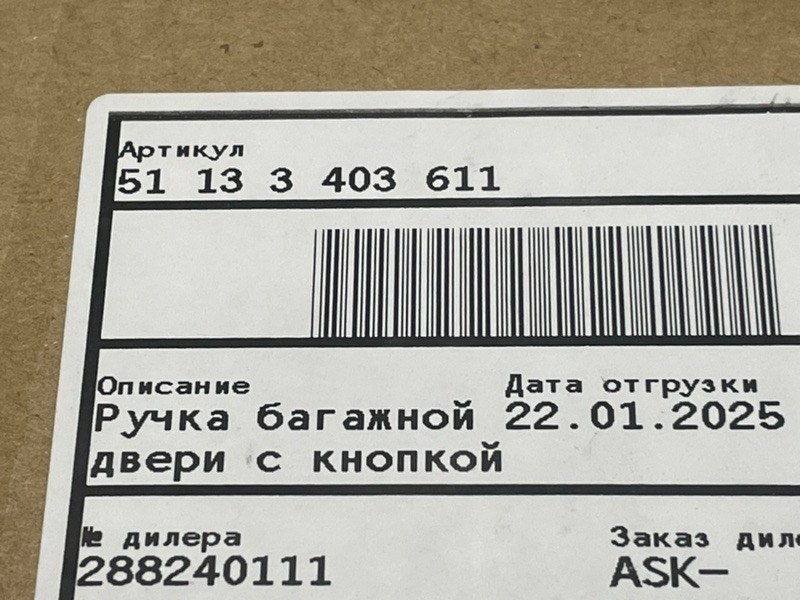 Артикул
51 13 3 403 611
Описание
Дата отгрузки
Ручка багажной
22.01.2025
двери с кнопкой
№ дилера
Заказ
288240111
ASK-